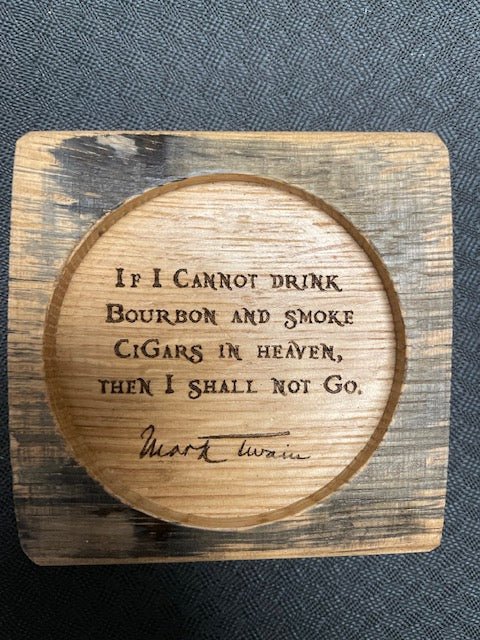 If I Cannot drink
Bourbon and smoke
CiGars in heaven,
then I shall not Go.
Mark Twain